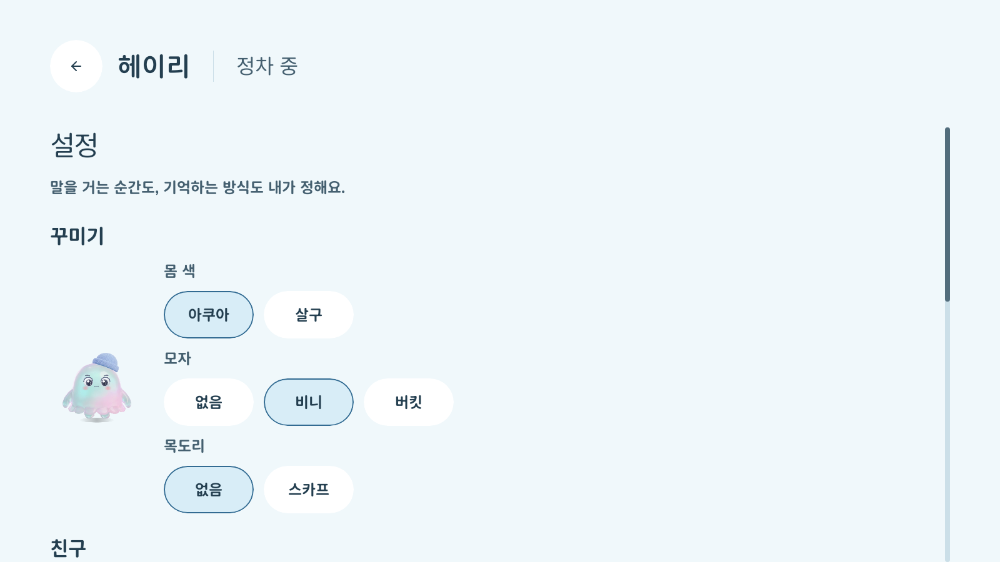 헤이리
정차 중
설정
말을 거는 순간도, 기억하는 방식도 내가 정해요.
꾸미기
몸 색
아쿠아 살구
모자
없음 비니 버킷
목도리
없음 스카프
친구